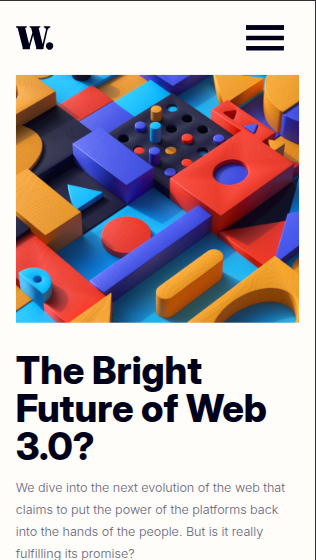 W.
The Bright
Future of Web
3.0?
We dive into the next evolution of the web that
claims to put the power of the platforms back
into the hands of the people. But is it really
fulfilling its promise?